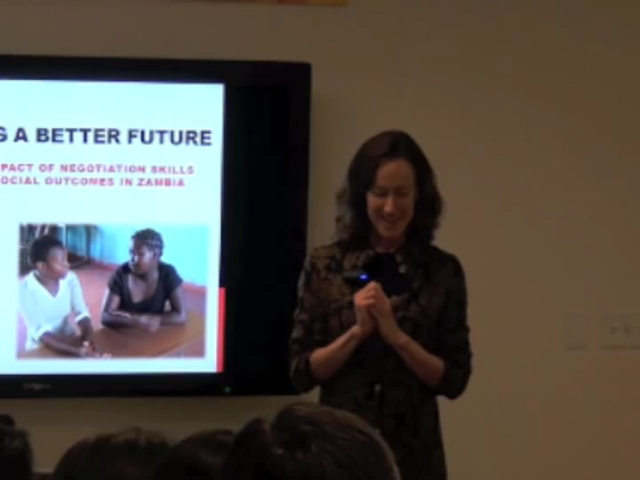 S A BETTER FUTURE
PACT OF NEGOTIATION SKILLS
OCIAL OUTCOMES IN ZAMBIA